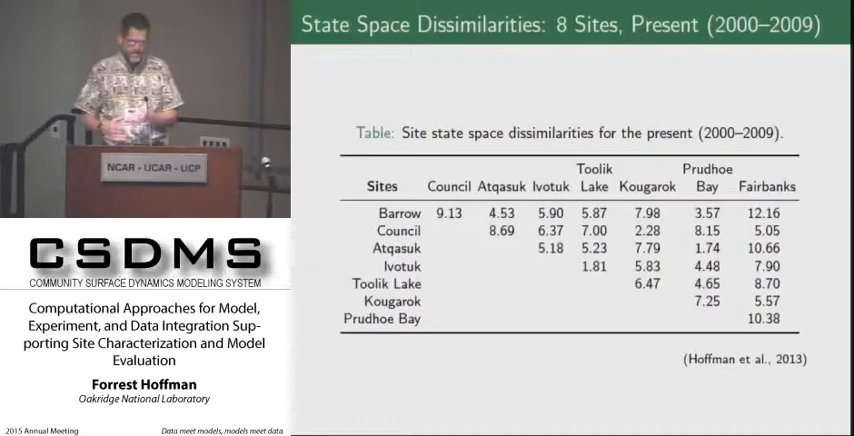 State Space Dissimilarities: 8 Sites, Present (2000–2009)
NCAR - UCAR - UCP
CSDMS
COMMUNITY SURFACE DYNAMICS MODELING SYSTEM
Computational Approaches for Model,
Experiment, and Data Integration Sup-
porting Site Characterization and Model
Evaluation
Forrest Hoffman
Oakridge National Laboratory
2015 Annual Meeting Data meet models, models meet data
Table: Site state space dissimilarities for the present (2000–2009).
Toolik Prudhoe
Sites Council Atqasuk Ivotuk Lake Kougarok Bay Fairbanks
Barrow 9.13 4.53 5.90 5.87 7.98 3.57 12.16
Council 8.69 6.37 7.00 2.28 8.15 5.05
Atqasuk 5.18 5.23 7.79 1.74 10.66
Ivotuk 1.81 5.83 4.48 7.90
Toolik Lake 6.47 4.65 8.70
Kougarok 7.25 5.57
Prudhoe Bay 10.38
(Hoffman et al., 2013)